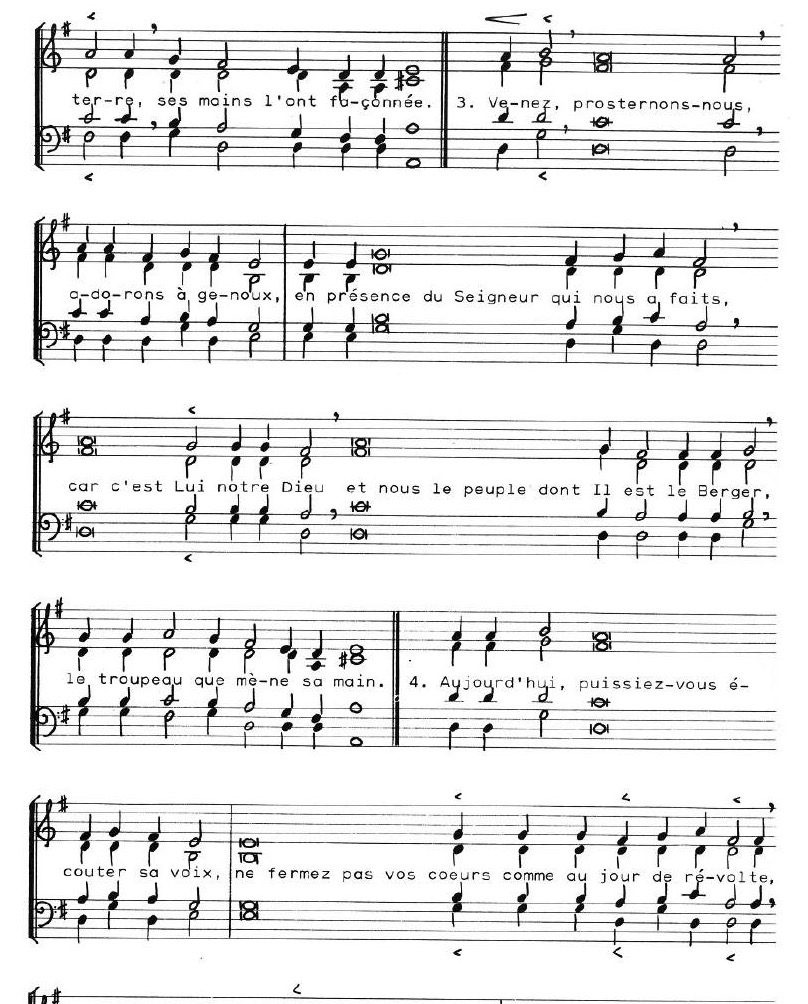 ter-re, ses mains l'ont fa-çonnée. 3. Ve-nez, prosternons-nous,
a-do-rons à ge-noux, en présence du Seigneur qui nous a faits,
car c'est Lui notre Dieu et nous le peuple dont Il est le Berger,
le troupeau que mè-ne sa main. 4. Aujourd'hui, puissiez-vous é-
couter sa voix, ne fermez pas vos coeurs comme au jour de ré-volte,